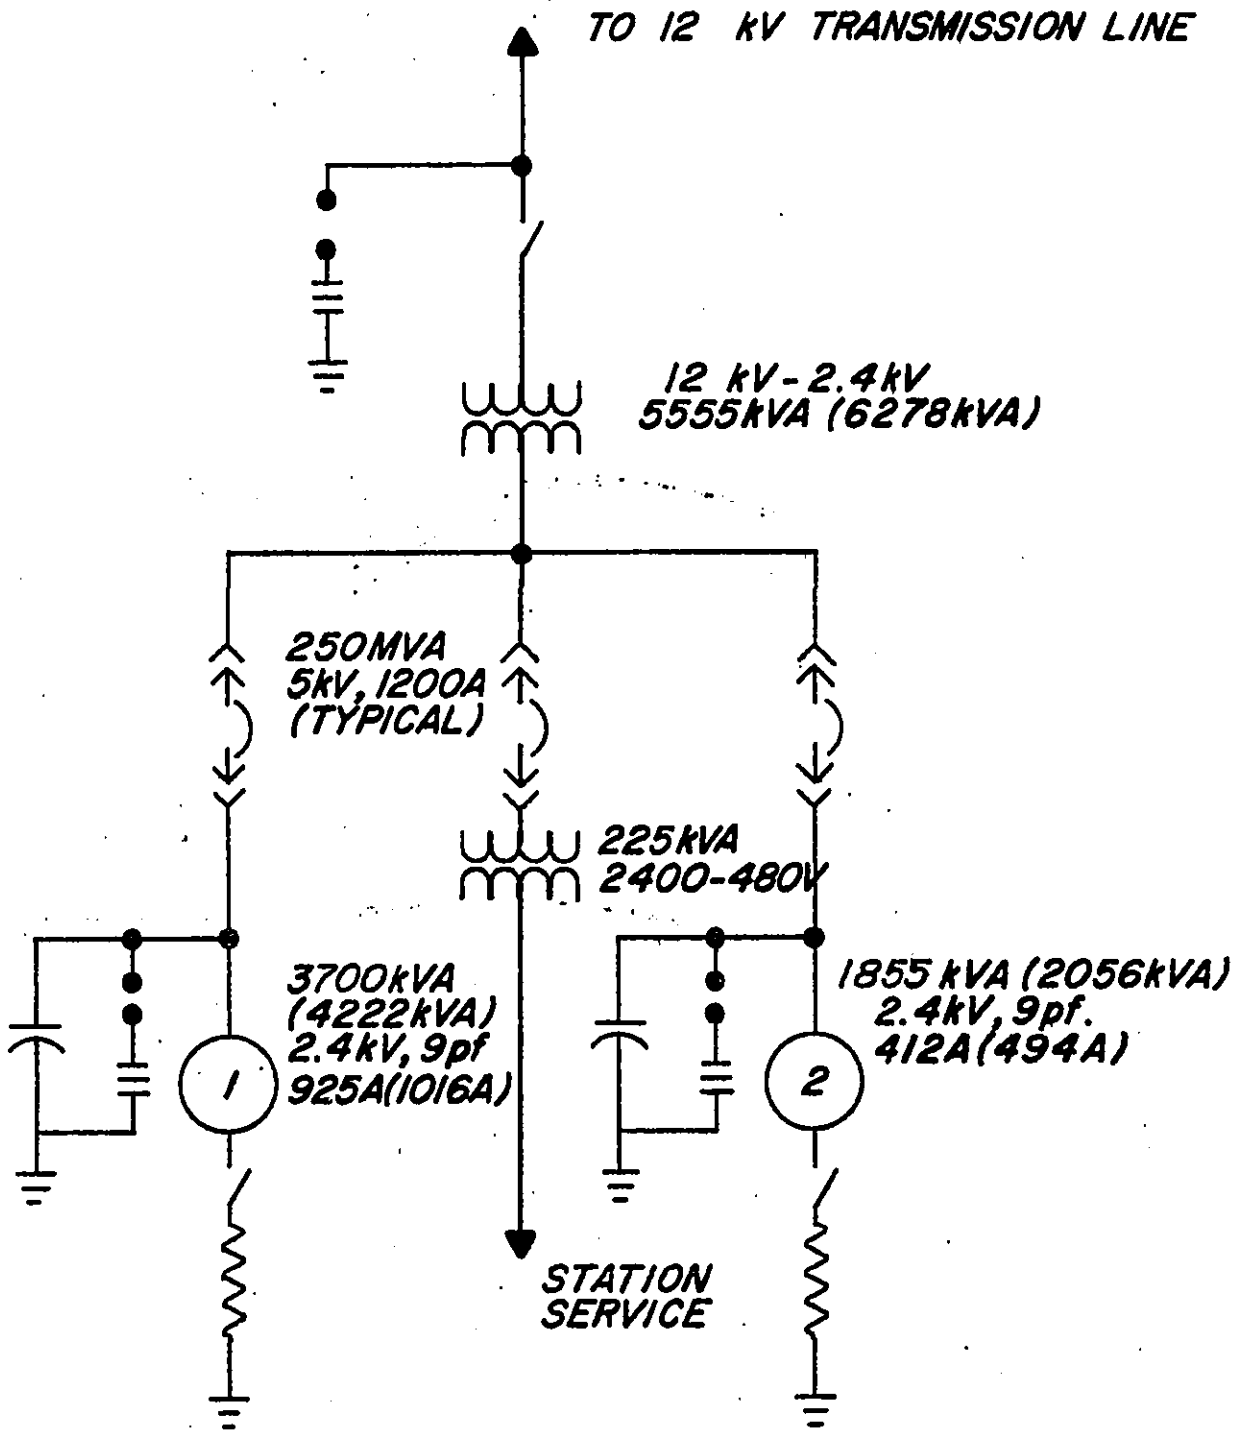 TO 12 kV TRANSMISSION LINE
12 kV-2.4kV
5555kVA (6278kVA)
250MVA
5kV, 1200A
(TYPICAL)
225kVA
2400-480V
3700kVA
(4222kVA)
2.4kV, 9pf
925A(1016A)
1
1855 kVA (2056kVA)
2.4kV, 9pf.
412A(494A)
2
STATION
SERVICE